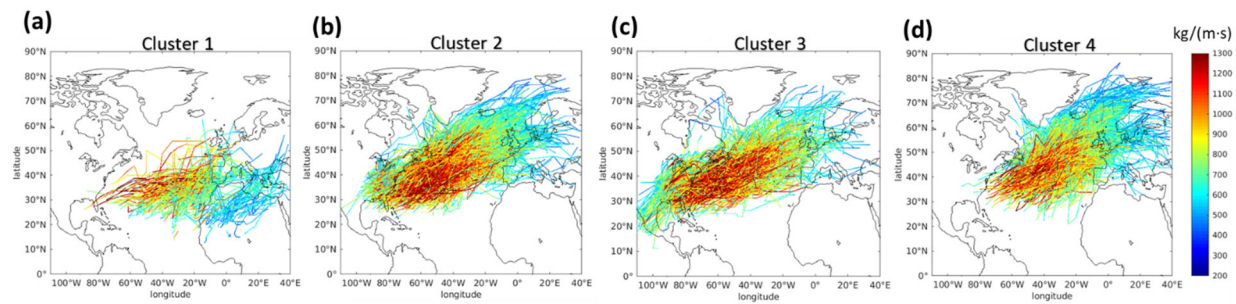 (a)
Cluster 1
90°N
80°N
70°N
60°N
50°N
40°N
30°N
20°N
10°N
0°
latitude
100°W 80°W 60°W 40°W 20°W 0° 20°E 40°E
longitude
(b)
Cluster 2
90°N
80°N
70°N
60°N
50°N
40°N
30°N
20°N
10°N
0°
latitude
100°W 80°W 60°W 40°W 20°W 0° 20°E 40°E
longitude
(c)
Cluster 3
90°N
80°N
70°N
60°N
50°N
40°N
30°N
20°N
10°N
0°
latitude
100°W 80°W 60°W 40°W 20°W 0° 20°E 40°E
longitude
(d)
Cluster 4
90°N
80°N
70°N
60°N
50°N
40°N
30°N
20°N
10°N
0°
latitude
100°W 80°W 60°W 40°W 20°W 0° 20°E 40°E
longitude
kg/(m·s)
1300
1200
1100
1000
900
800
700
600
500
400
300
200